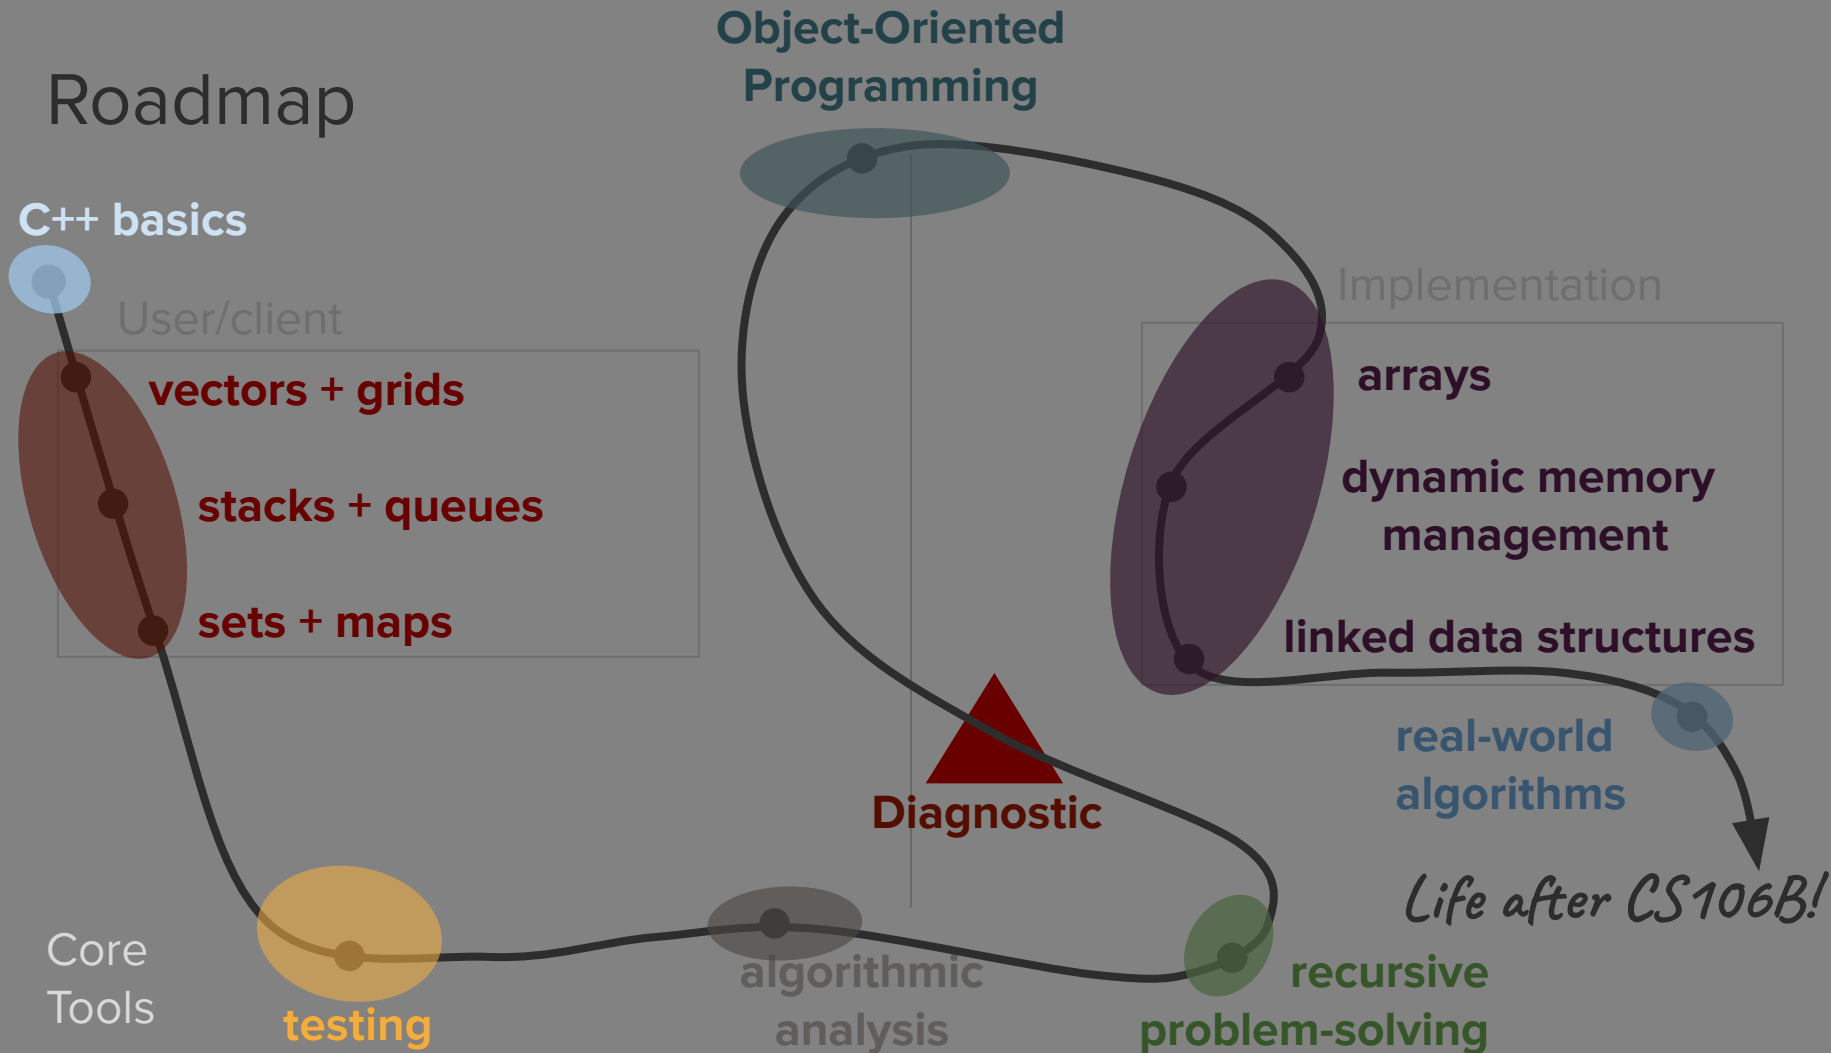 Object-Oriented
Programming
Roadmap
C++ basics
User/client
vectors + grids
stacks + queues
sets + maps
Implementation
arrays
dynamic memory
management
linked data structures
real-world
algorithms
Diagnostic
Life after CS106B!
Core
Tools
testing
algorithmic
analysis
recursive
problem-solving